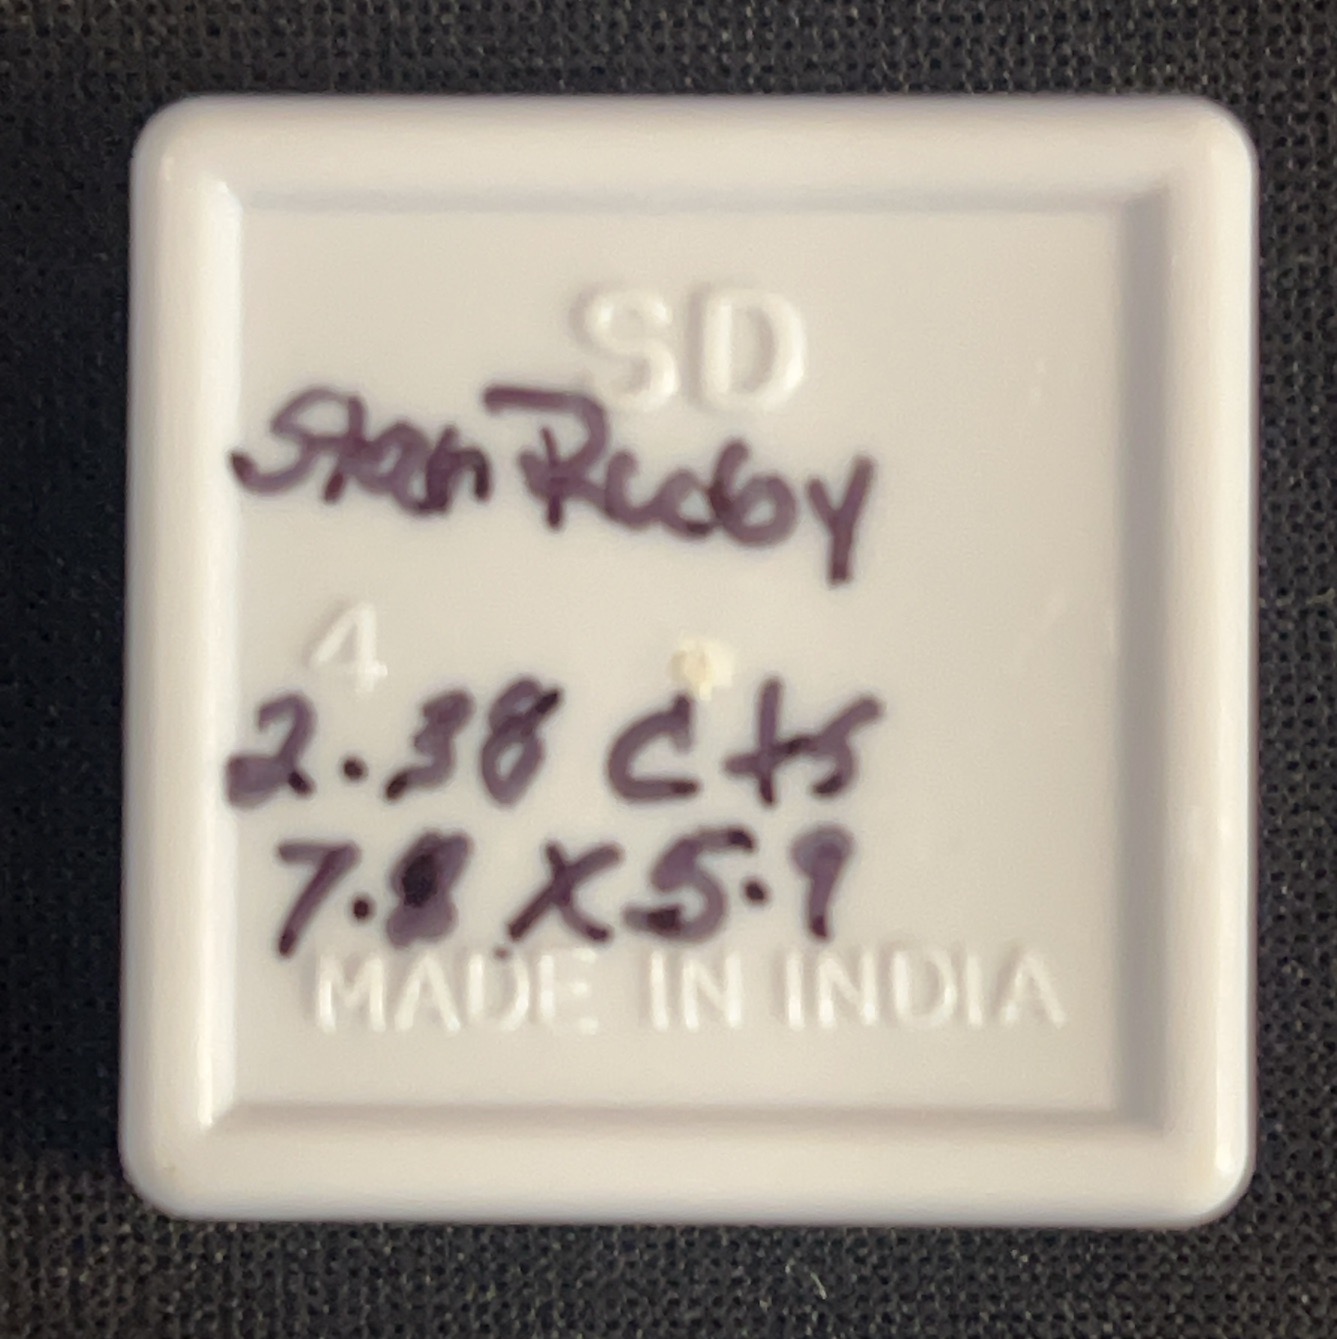 SD
Star Ruby
4
2.38 cts
7.8 x 5.9
MADE IN INDIA